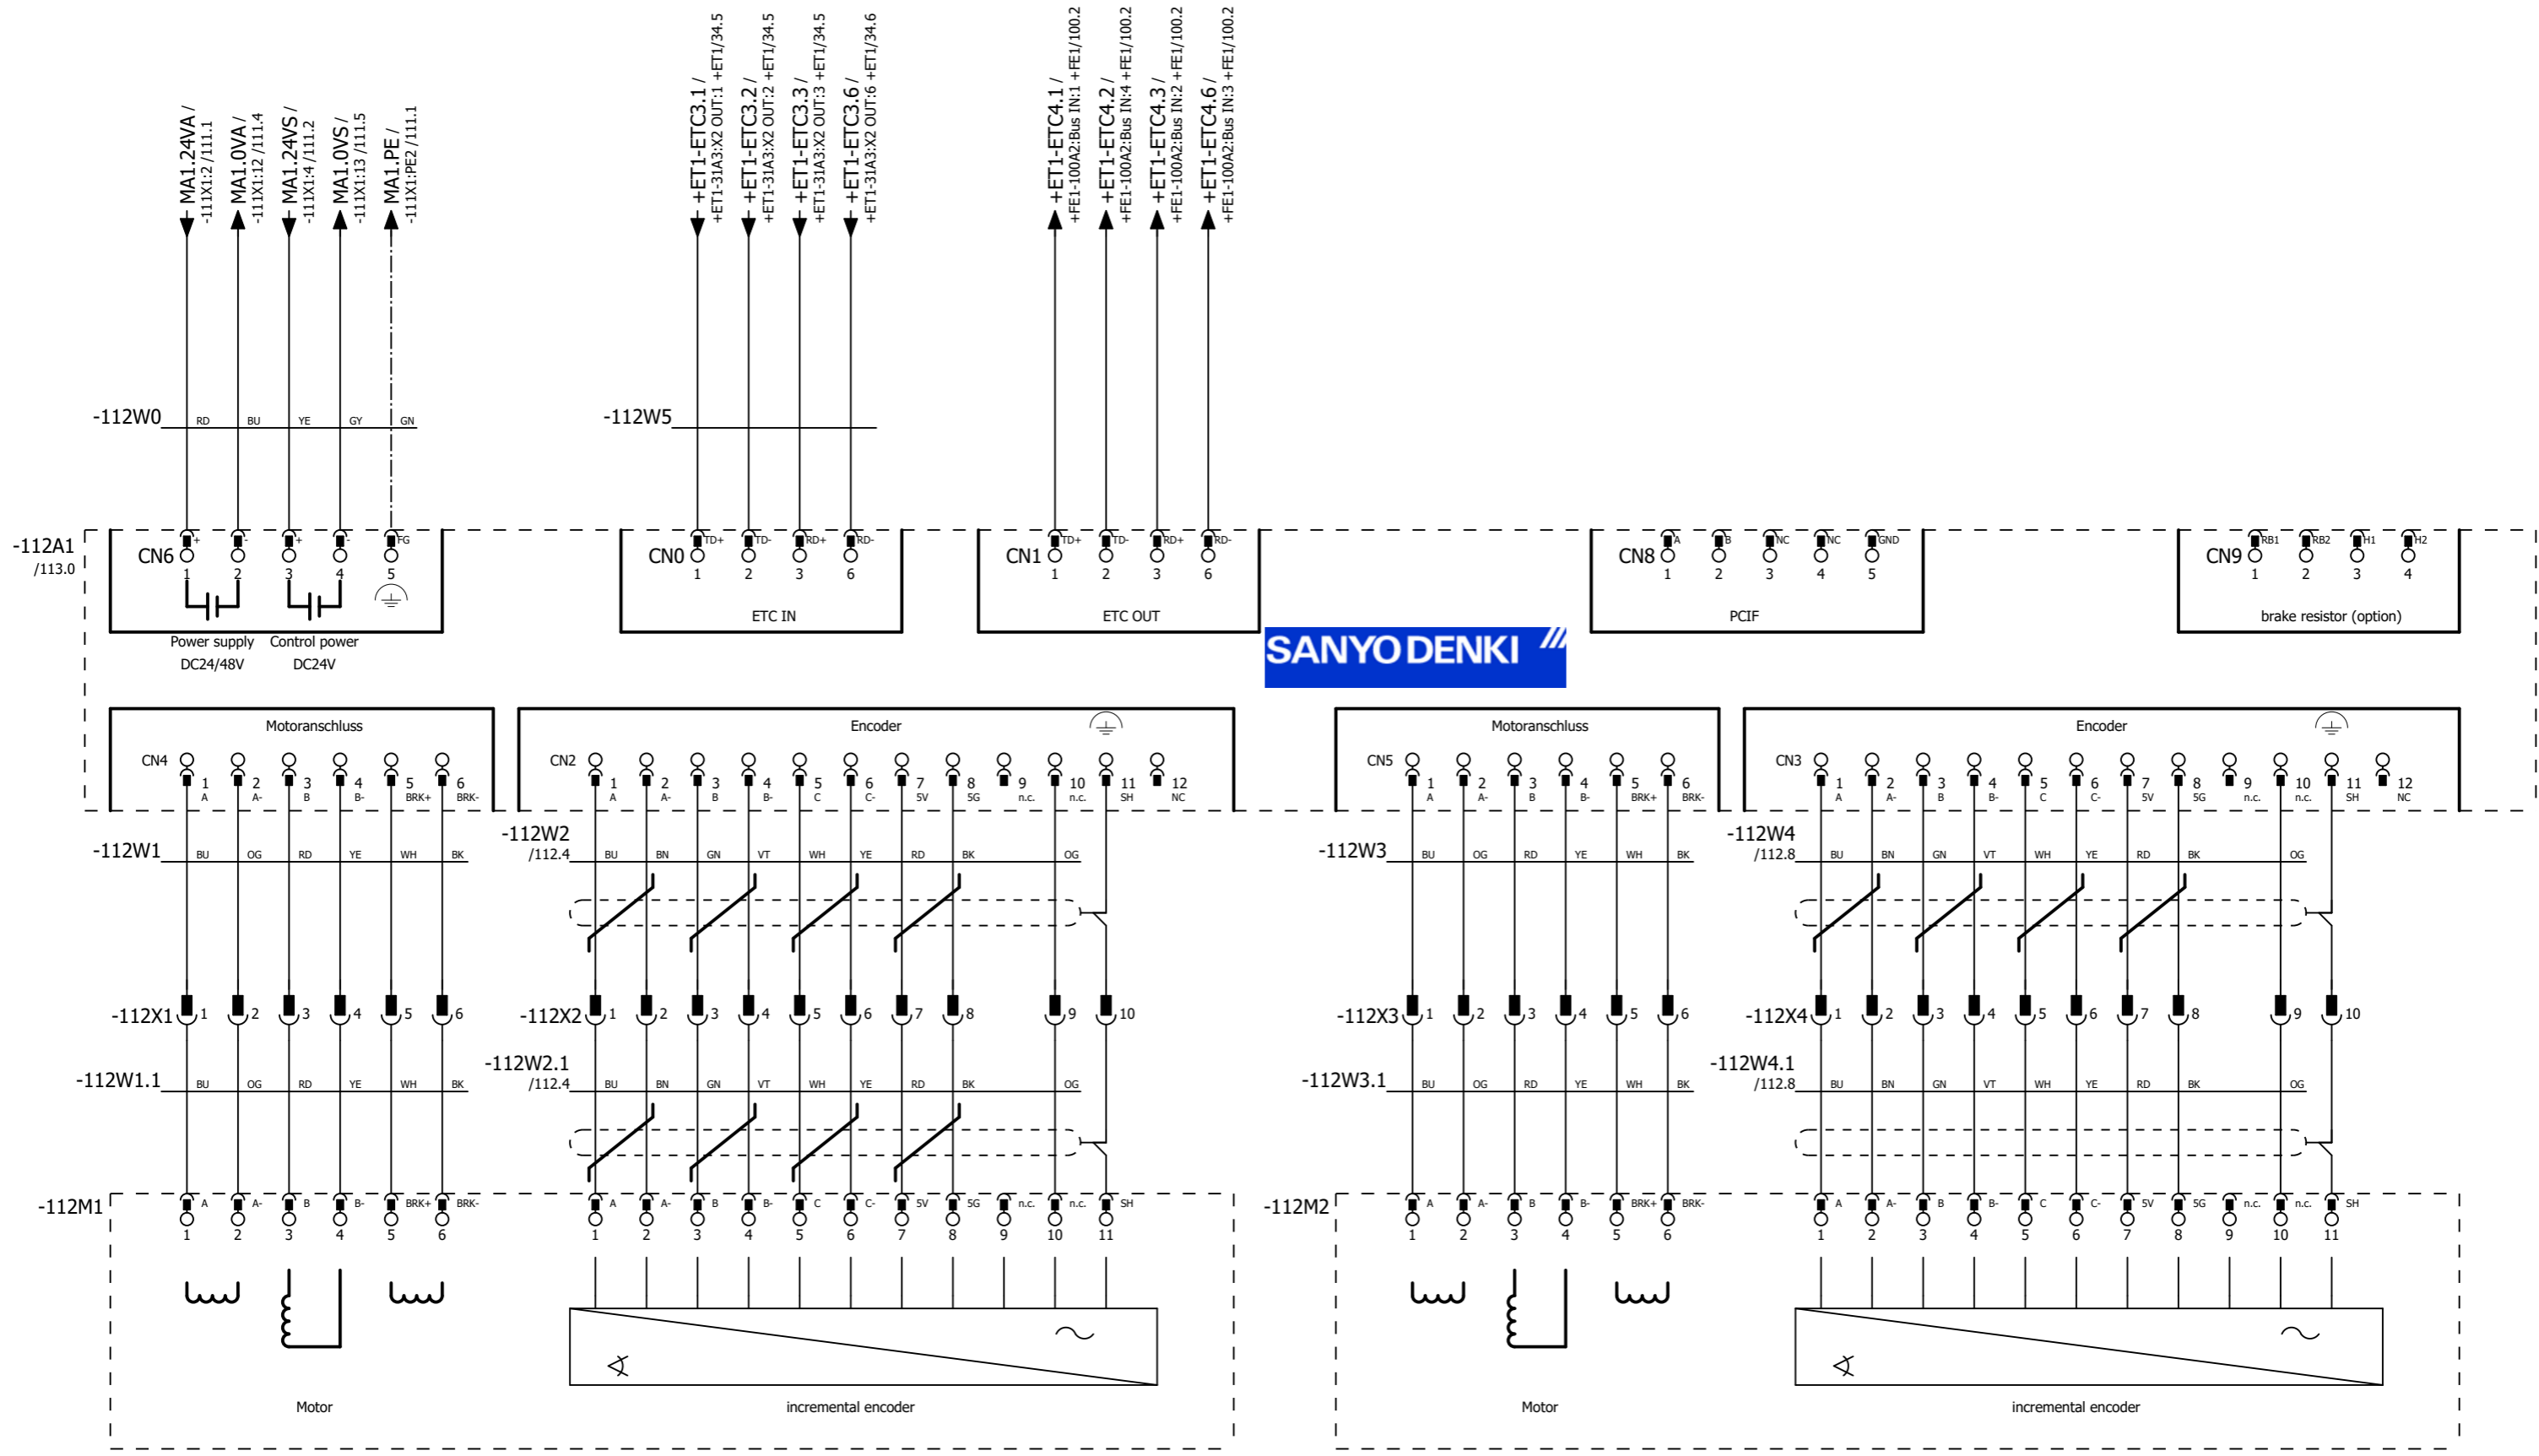 MA1.24VA /
-111X1:2 /111.1
MA1.0VA /
-111X1:12 /111.4
MA1.24VS /
-111X1:4 /111.2
MA1.0VS /
-111X1:13 /111.5
MA1.PE /
-111X1:PE2 /111.1
+ET1-ETC3.1 /
+ET1-31A3:X2 OUT:1 +ET1/34.5
+ET1-ETC3.2 /
+ET1-31A3:X2 OUT:2 +ET1/34.5
+ET1-ETC3.3 /
+ET1-31A3:X2 OUT:3 +ET1/34.5
+ET1-ETC3.6 /
+ET1-31A3:X2 OUT:6 +ET1/34.6
+ET1-ETC4.1 /
+FE1-100A2:Bus IN:1 +FE1/100.2
+ET1-ETC4.2 /
+FE1-100A2:Bus IN:4 +FE1/100.2
+ET1-ETC4.3 /
+FE1-100A2:Bus IN:2 +FE1/100.2
+ET1-ETC4.6 /
+FE1-100A2:Bus IN:3 +FE1/100.2
-112W0 RD BU YE GY GN
-112W5
-112A1
/113.0
CN6 + - + - FG
1 2 3 4 5
Power supply
DC24/48V
Control power
DC24V
CN0 TD+ TD- RD+ RD-
1 2 3 6
ETC IN
CN1 TD+ TD- RD+ RD-
1 2 3 6
ETC OUT
CN8 A B NC NC GND
1 2 3 4 5
PCIF
CN9 RB1 RB2 H1 H2
1 2 3 4
brake resistor (option)
SANYO DENKI
Motoranschluss
CN4
1 2 3 4 5 6
A A- B B- BRK+ BRK-
Encoder
CN2
1 2 3 4 5 6 7 8 9 10 11 12
A A- B B- C C- 5V 5G n.c. n.c. SH NC
Motoranschluss
CN5
1 2 3 4 5 6
A A- B B- BRK+ BRK-
Encoder
CN3
1 2 3 4 5 6 7 8 9 10 11 12
A A- B B- C C- 5V 5G n.c. n.c. SH NC
-112W1 BU OG RD YE WH BK
-112W2
/112.4 BU BN GN VT WH YE RD BK OG
-112W3 BU OG RD YE WH BK
-112W4
/112.8 BU BN GN VT WH YE RD BK OG
-112X1 1 2 3 4 5 6
-112X2 1 2 3 4 5 6 7 8 9 10
-112X3 1 2 3 4 5 6
-112X4 1 2 3 4 5 6 7 8 9 10
-112W1.1 BU OG RD YE WH BK
-112W2.1
/112.4 BU BN GN VT WH YE RD BK OG
-112W3.1 BU OG RD YE WH BK
-112W4.1
/112.8 BU BN GN VT WH YE RD BK OG
-112M1 A A- B B- BRK+ BRK-
1 2 3 4 5 6
A A- B B- C C- 5V 5G n.c. n.c. SH
1 2 3 4 5 6 7 8 9 10 11
-112M2 A A- B B- BRK+ BRK-
1 2 3 4 5 6
A A- B B- C C- 5V 5G n.c. n.c. SH
1 2 3 4 5 6 7 8 9 10 11
Motor
incremental encoder
Motor
incremental encoder